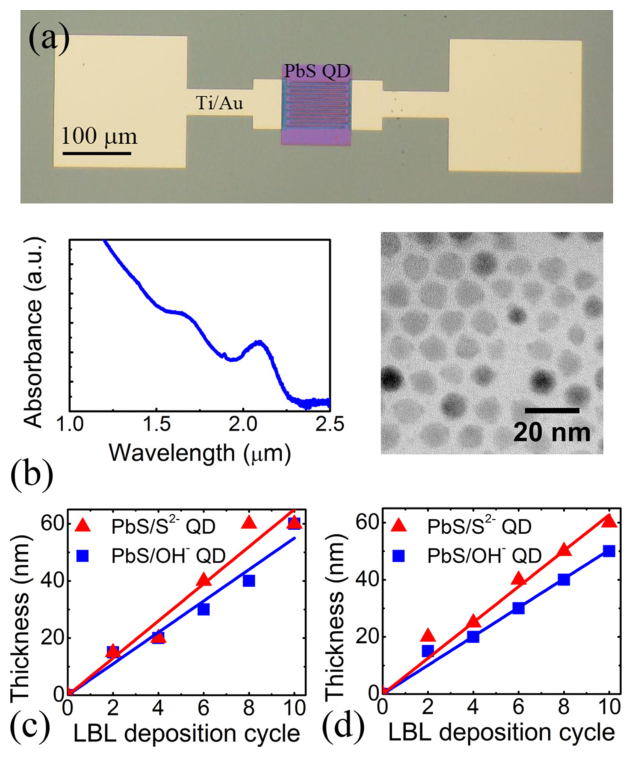 (a)
PbS QD
Ti/Au
100 μm
Absorbance (a.u.)
1.0 1.5 2.0 2.5
Wavelength (μm)
20 nm
(b)
60
40
20
0
Thickness (nm)
PbS/S²⁻ QD
PbS/OH⁻ QD
0 2 4 6 8 10
LBL deposition cycle
(c)
60
40
20
0
Thickness (nm)
PbS/S²⁻ QD
PbS/OH⁻ QD
0 2 4 6 8 10
LBL deposition cycle
(d)